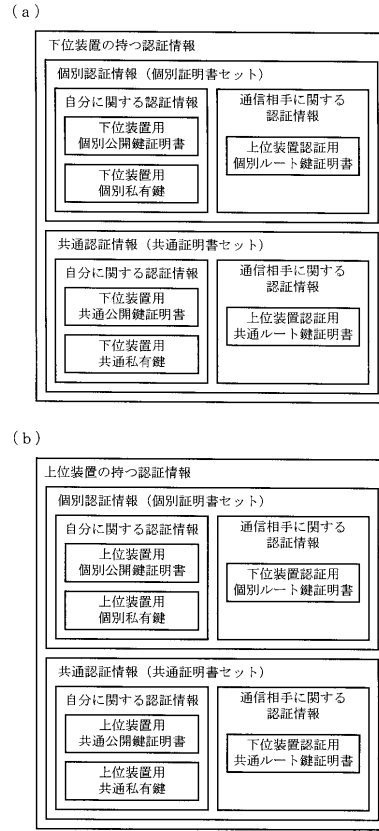 (a)
下位装置の持つ認証情報
個別認証情報（個別証明書セット）
自分に関する認証情報
下位装置用
個別公開鍵証明書
下位装置用
個別私有鍵
通信相手に関する
認証情報
上位装置認証用
個別ルート鍵証明書
共通認証情報（共通証明書セット）
自分に関する認証情報
下位装置用
共通公開鍵証明書
下位装置用
共通私有鍵
通信相手に関する
認証情報
上位装置認証用
共通ルート鍵証明書
(b)
上位装置の持つ認証情報
個別認証情報（個別証明書セット）
自分に関する認証情報
上位装置用
個別公開鍵証明書
上位装置用
個別私有鍵
通信相手に関する
認証情報
下位装置認証用
個別ルート鍵証明書
共通認証情報（共通証明書セット）
自分に関する認証情報
上位装置用
共通公開鍵証明書
上位装置用
共通私有鍵
通信相手に関する
認証情報
下位装置認証用
共通ルート鍵証明書